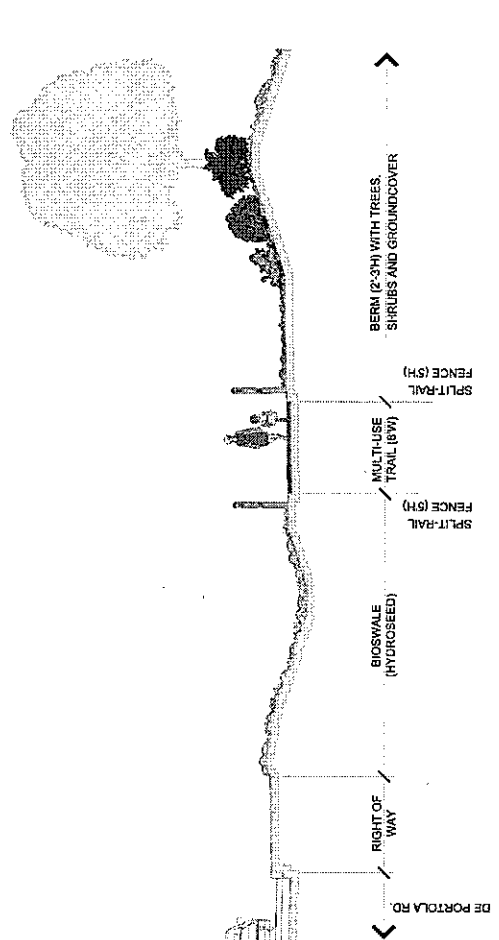 DE PORTOLA RD.
RIGHT OF
WAY
BIOSWALE
(HYDROSEED)
SPLIT-RAIL
FENCE (5'H)
MULTI-USE
TRAIL (8'W)
SPLIT-RAIL
FENCE (5'H)
BERM (2'-3'H) WITH TREES,
SHRUBS AND GROUNDCOVER